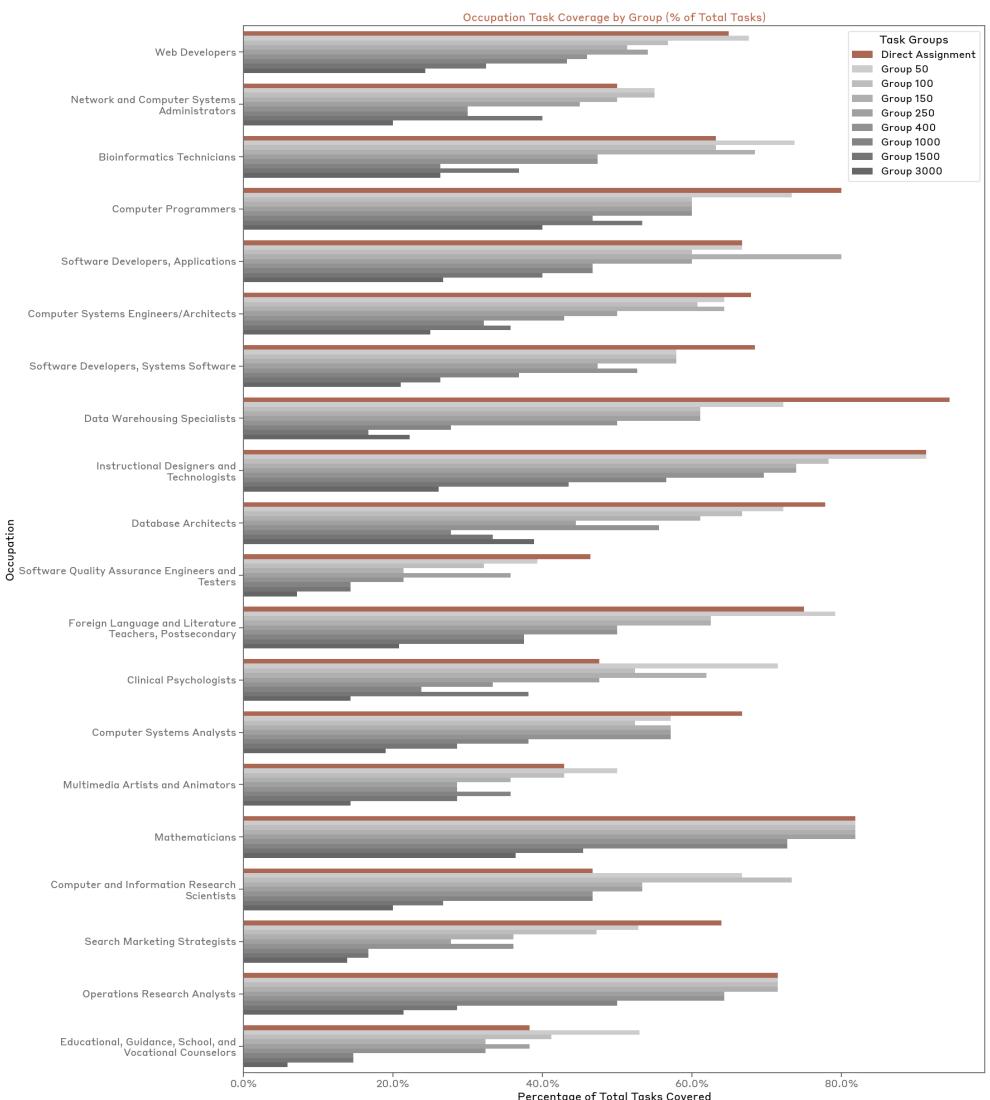 Occupation Task Coverage by Group (% of Total Tasks)
Task Groups
Direct Assignment
Group 50
Group 100
Group 150
Group 250
Group 400
Group 1000
Group 1500
Group 3000
Occupation
Web Developers
Network and Computer Systems
Administrators
Bioinformatics Technicians
Computer Programmers
Software Developers, Applications
Computer Systems Engineers/Architects
Software Developers, Systems Software
Data Warehousing Specialists
Instructional Designers and
Technologists
Database Architects
Software Quality Assurance Engineers and
Testers
Foreign Language and Literature
Teachers, Postsecondary
Clinical Psychologists
Computer Systems Analysts
Multimedia Artists and Animators
Mathematicians
Computer and Information Research
Scientists
Search Marketing Strategists
Operations Research Analysts
Educational, Guidance, School, and
Vocational Counselors
0.0% 20.0% 40.0% 60.0% 80.0%
Percentage of Total Tasks Covered